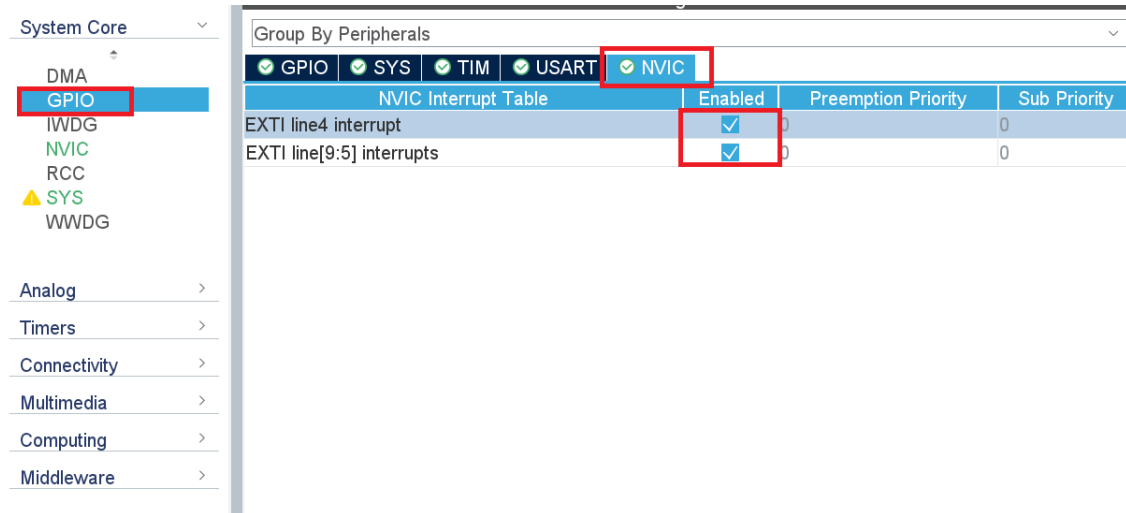 System Core
DMA
GPIO
IWDG
NVIC
RCC
SYS
WWDG
Analog
Timers
Connectivity
Multimedia
Computing
Middleware
Group By Peripherals
GPIO SYS TIM USART NVIC
NVIC Interrupt Table Enabled Preemption Priority Sub Priority
EXTI line4 interrupt 0 0
EXTI line[9:5] interrupts 0 0